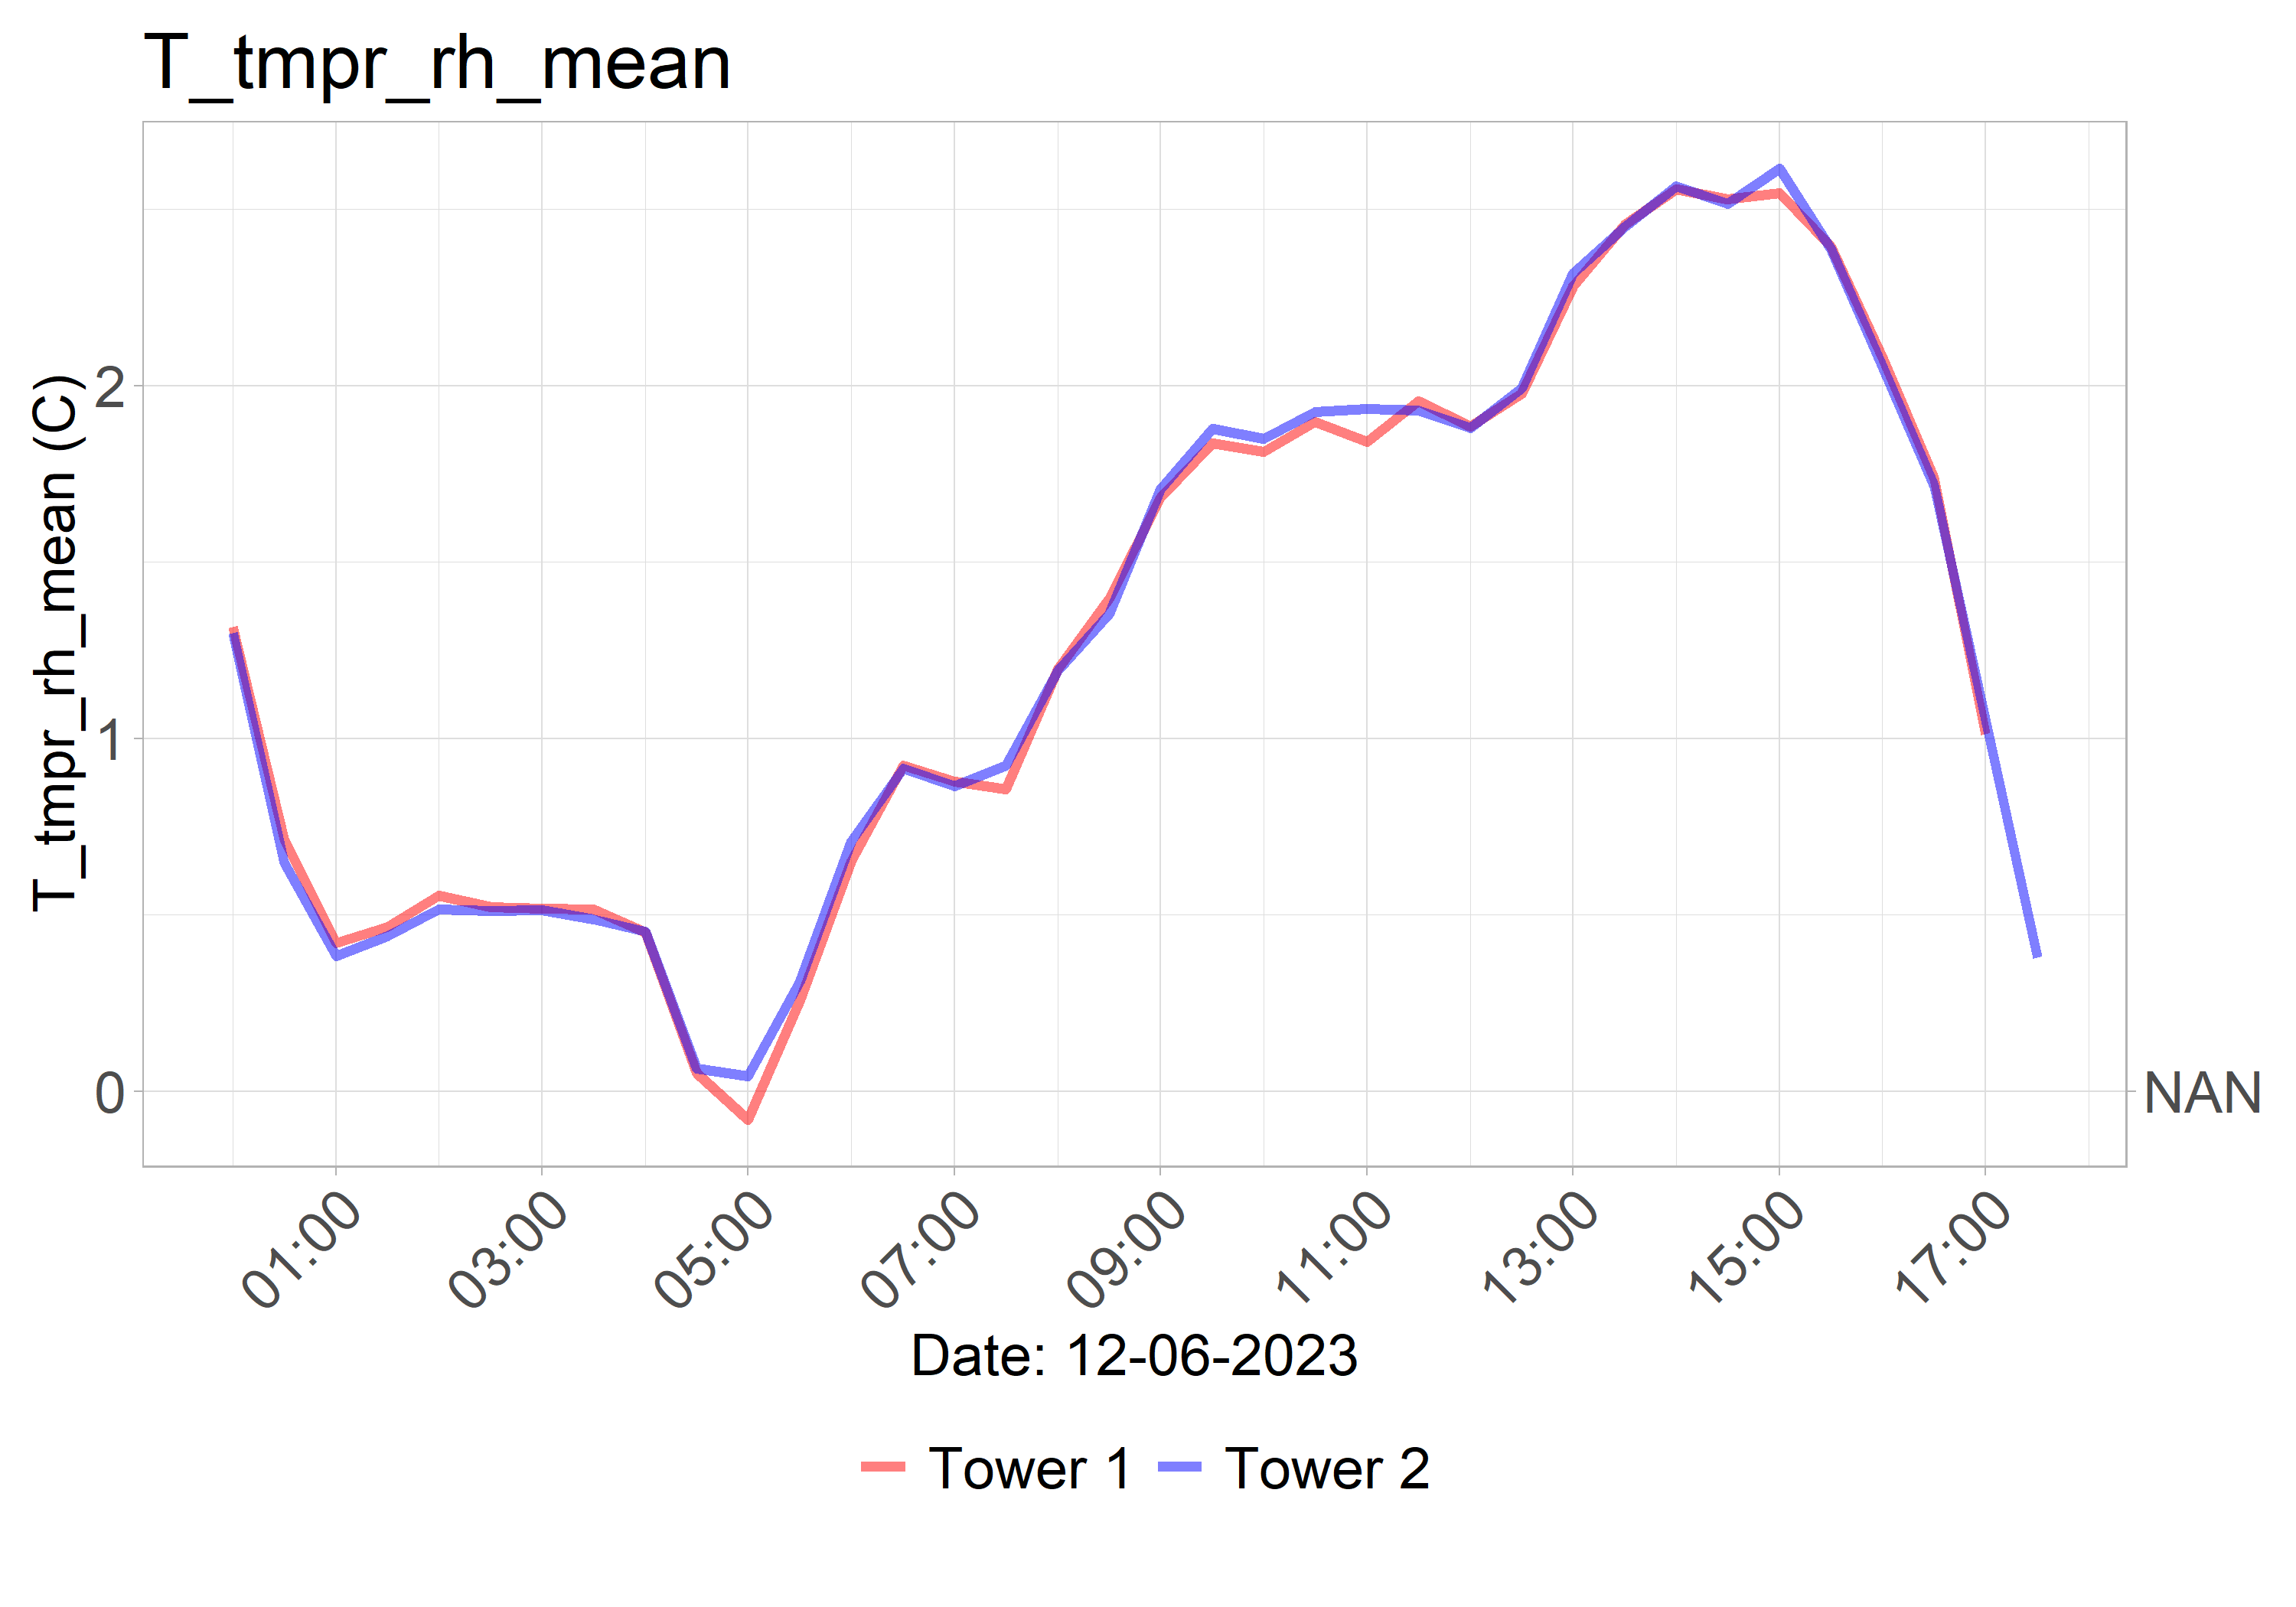 T_tmpr_rh_mean
T_tmpr_rh_mean (C)
2
1
0
NAN
01:00
03:00
05:00
07:00
09:00
11:00
13:00
15:00
17:00
Date: 12-06-2023
Tower 1
Tower 2